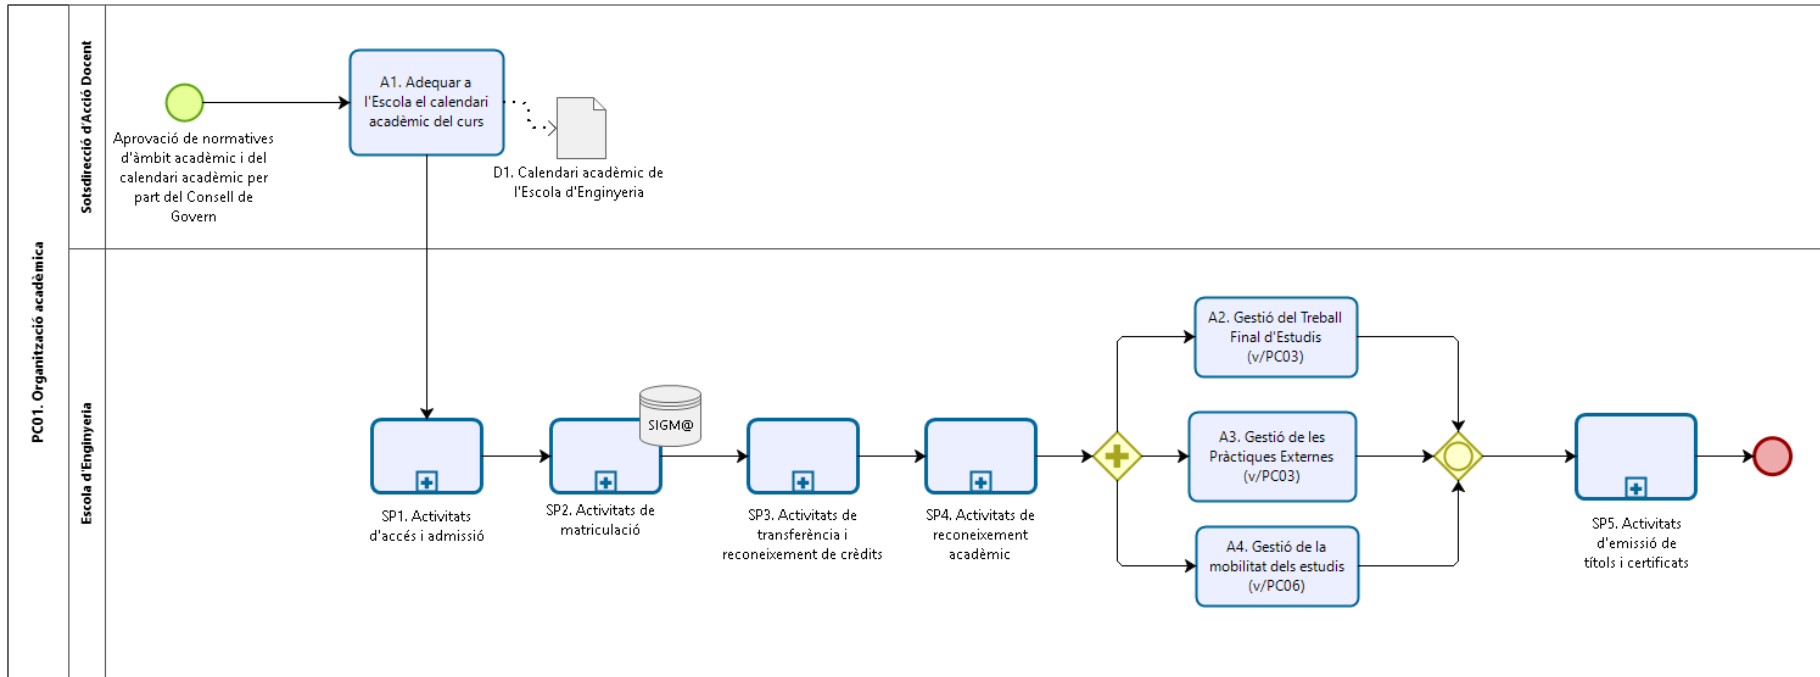 PC01. Organització acadèmica
Sotsdirecció d'Acció Docent
Aprovació de normatives
d'àmbit acadèmic i del
calendari acadèmic per
part del Consell de
Govern
A1. Adequar a
l'Escola el calendari
acadèmic del curs
D1. Calendari acadèmic de
l'Escola d'Enginyeria
Escola d'Enginyeria
SP1. Activitats
d'accés i admissió
SIGM@
SP2. Activitats de
matriculació
SP3. Activitats de
transferència i
reconeixement de crèdits
SP4. Activitats de
reconeixement
acadèmic
A2. Gestió del Treball
Final d'Estudis
(v/PC03)
A3. Gestió de les
Pràctiques Externes
(v/PC03)
A4. Gestió de la
mobilitat dels estudis
(v/PC06)
SP5. Activitats
d'emissió de
títols i certificats